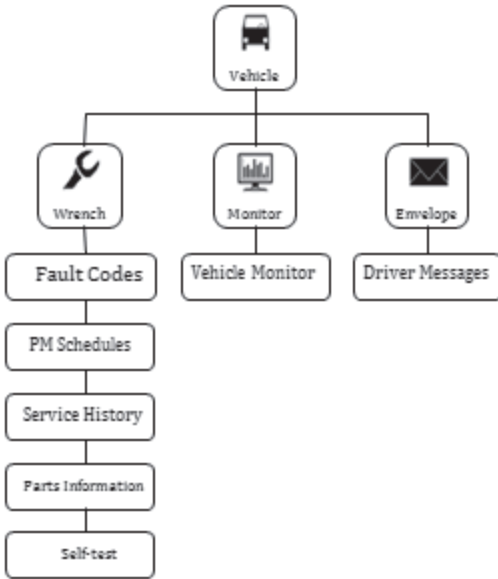 Vehicle
Wrench
Monitor
Envelope
Fault Codes
Vehicle Monitor
Driver Messages
PM Schedules
Service History
Parts Information
Self-test